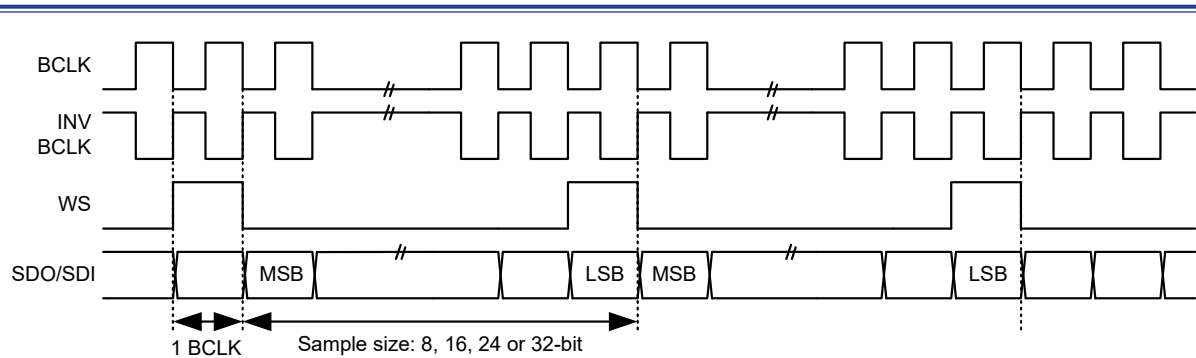 BCLK
INV
BCLK
WS
SDO/SDI
MSB
LSB
MSB
LSB
1 BCLK
Sample size: 8, 16, 24 or 32-bit